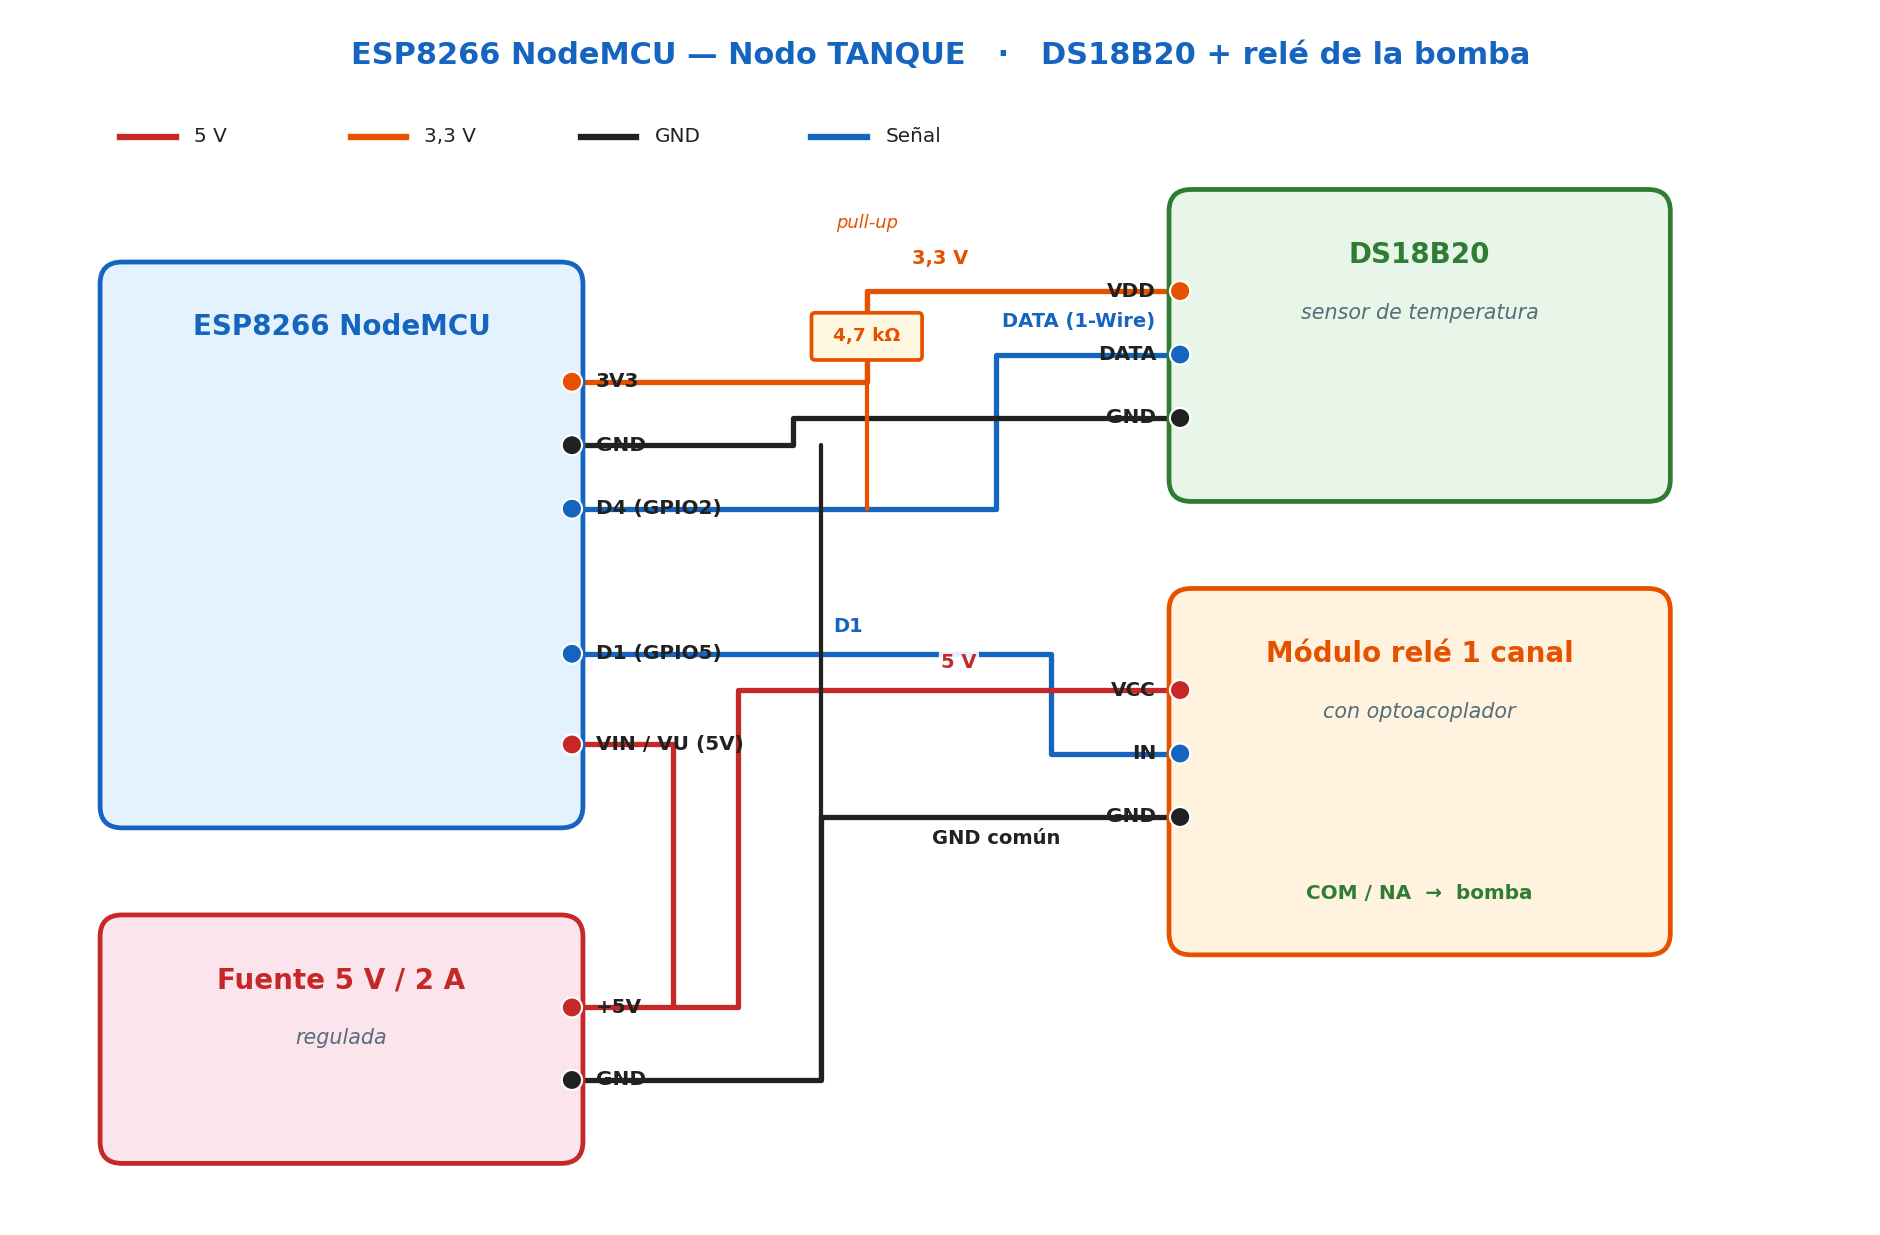 ESP8266 NodeMCU — Nodo TANQUE · DS18B20 + relé de la bomba
5 V
3,3 V
GND
Señal
ESP8266 NodeMCU
3V3
GND
D4 (GPIO2)
D1 (GPIO5)
VIN / VU (5V)
Fuente 5 V / 2 A
regulada
+5V
GND
pull-up
3,3 V
4,7 kΩ
DATA (1-Wire)
D1
5 V
GND común
DS18B20
sensor de temperatura
VDD
DATA
GND
Módulo relé 1 canal
con optoacoplador
VCC
IN
GND
COM / NA → bomba